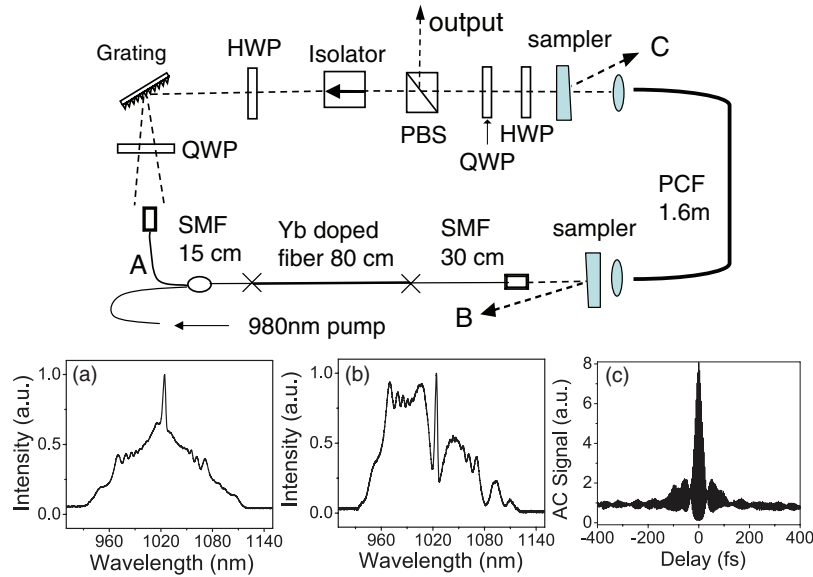 output
Grating
HWP
Isolator
sampler
C
PBS
QWP
HWP
QWP
PCF
1.6m
SMF
15 cm
Yb doped
fiber 80 cm
SMF
30 cm
sampler
A
B
980nm pump
(a)
Intensity (a.u.)
1.0
0.5
0.0
960 1020 1080 1140
Wavelength (nm)
(b)
Intensity (a.u.)
1.0
0.5
0.0
960 1020 1080 1140
Wavelength (nm)
(c)
AC Signal (a.u.)
8
6
4
2
0
-400 -200 0 200 400
Delay (fs)